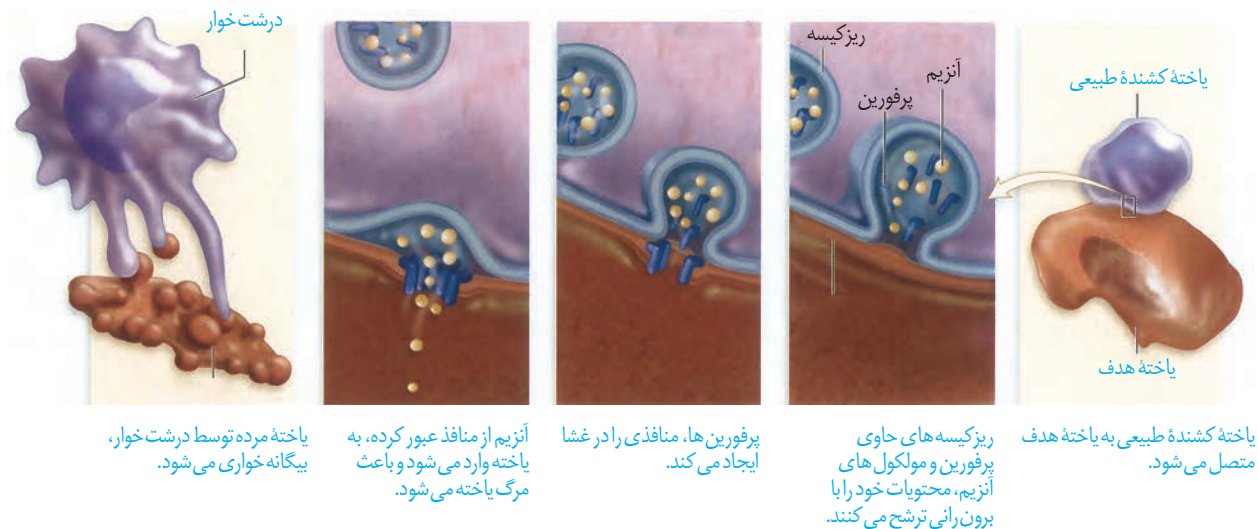 یاختهٔ کشندهٔ طبیعی
یاختهٔ هدف
یاختهٔ کشندهٔ طبیعی به یاختهٔ هدف
متصل می‌شود.
ریزکیسه
آنزیم
پرفورین
ریزکیسه‌های حاوی
پرفورین و مولکول‌های
آنزیم، محتویات خود را با
برون‌رانی ترشح می‌کنند.
پرفورین ها، منافذی را در غشا
ایجاد می کند.
آنزیم از منافذ عبور کرده، به
یاخته وارد می شود و باعث
مرگ یاخته می‌شود.
درشت‌خوار
یاختهٔ مرده توسط درشت‌خوار،
بیگانه‌خواری می‌شود.